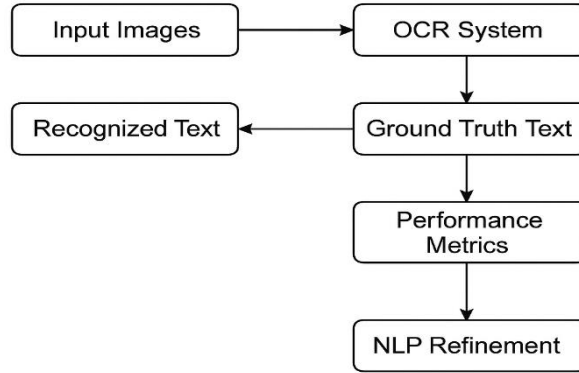 Input Images
OCR System
Recognized Text
Ground Truth Text
Performance
Metrics
NLP Refinement